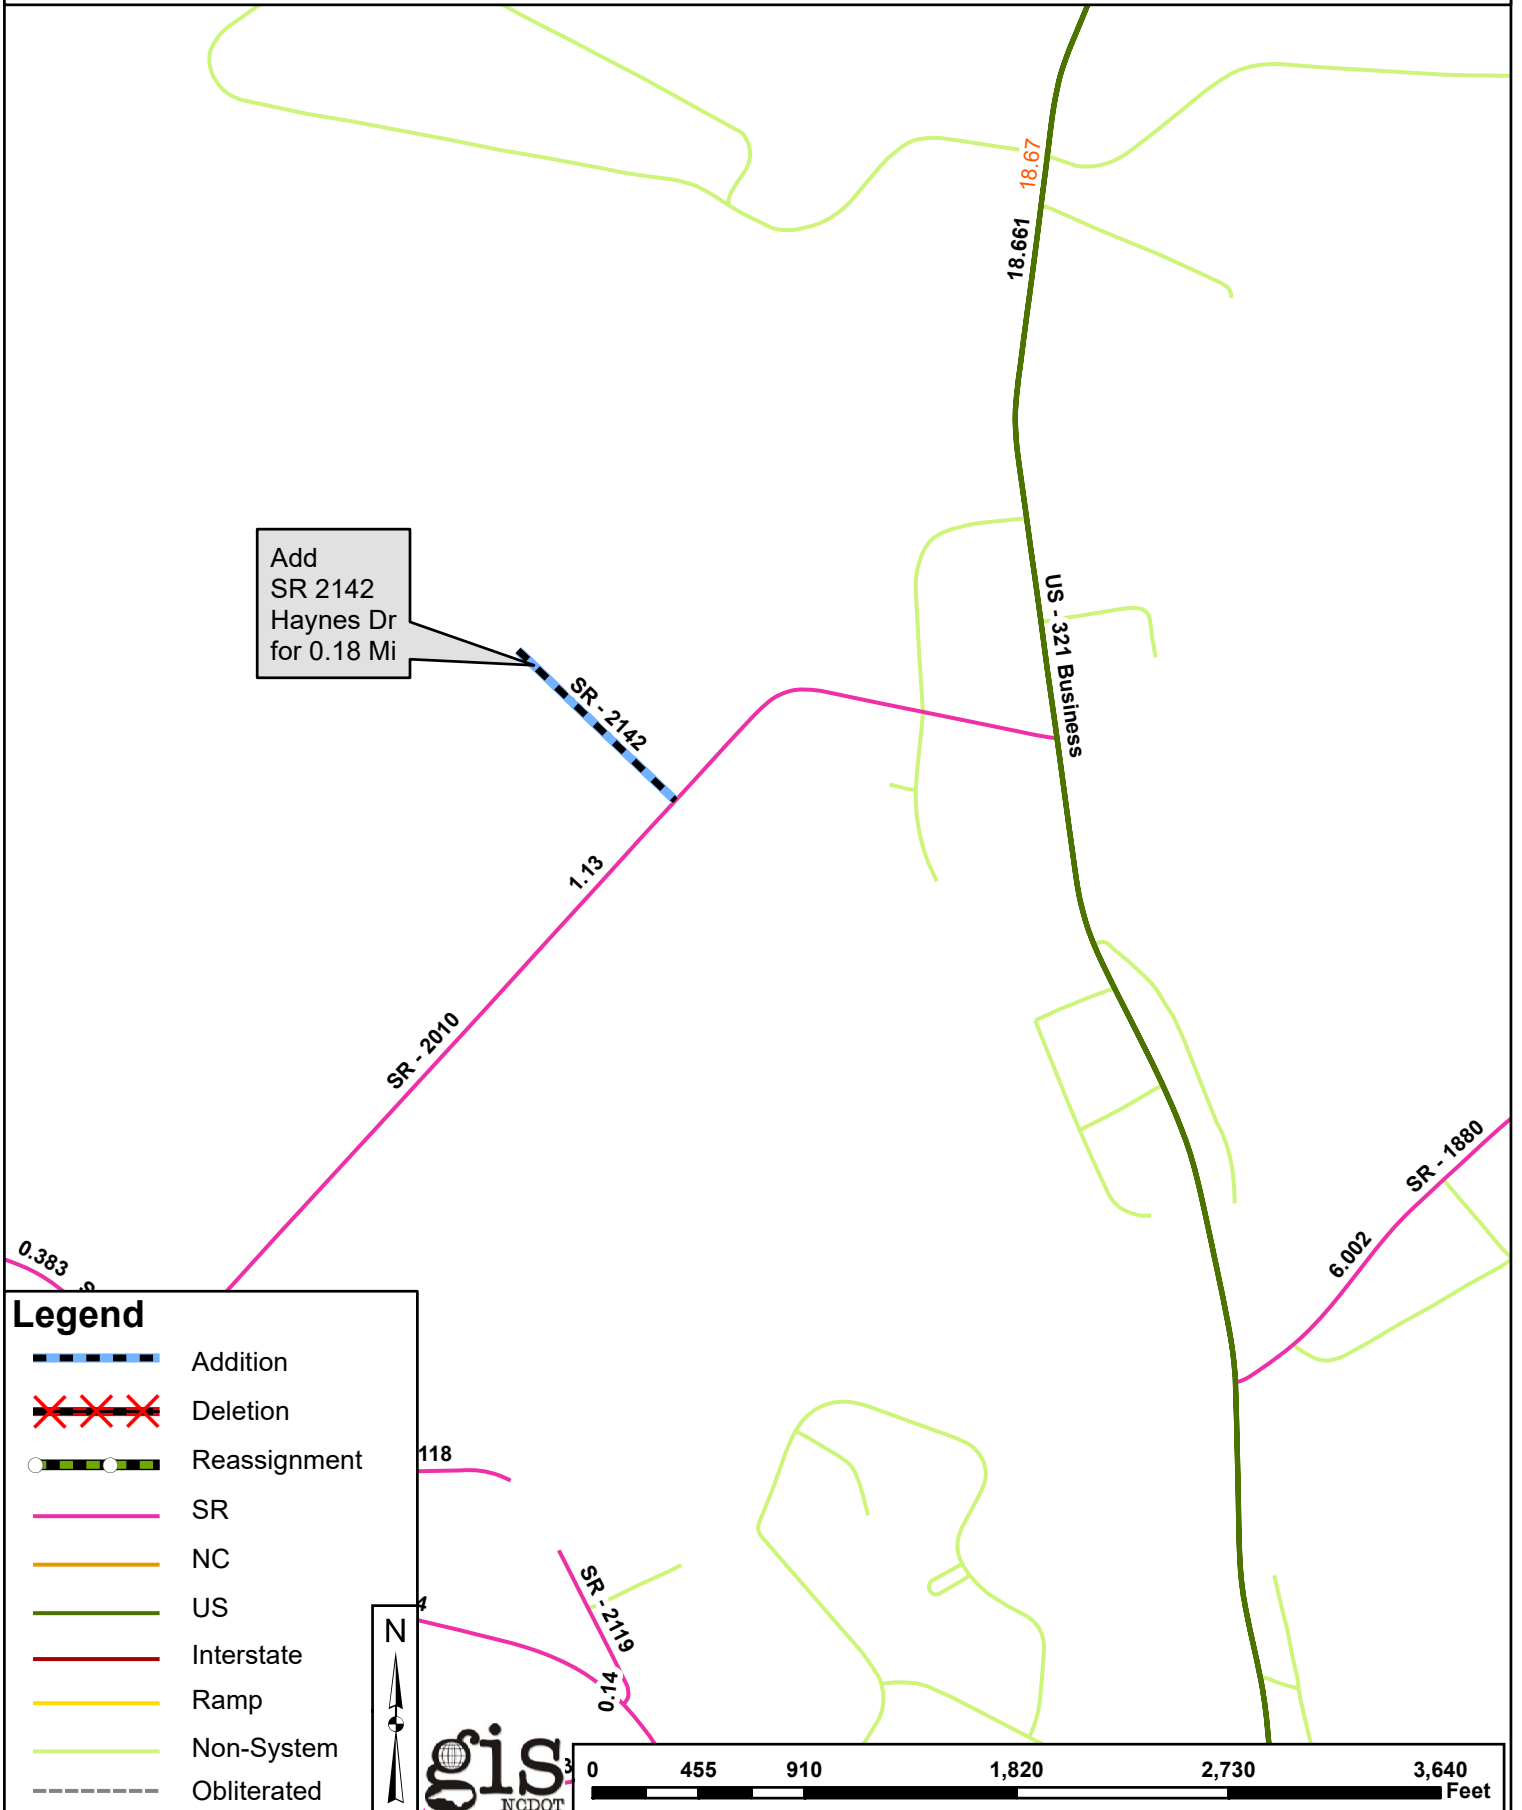 18.67
18.661
Add
SR 2142
Haynes Dr
for 0.18 Mi
US - 321 Business
SR - 2142
1.13
SR - 2010
SR - 1880
6.002
0.383
Legend
Addition
Deletion
Reassignment
SR
NC
US
Interstate
Ramp
Non-System
Obliterated
118
4
SR - 2119
0.14
N
gis
NCDOT
0 455 910 1,820 2,730 3,640
Feet